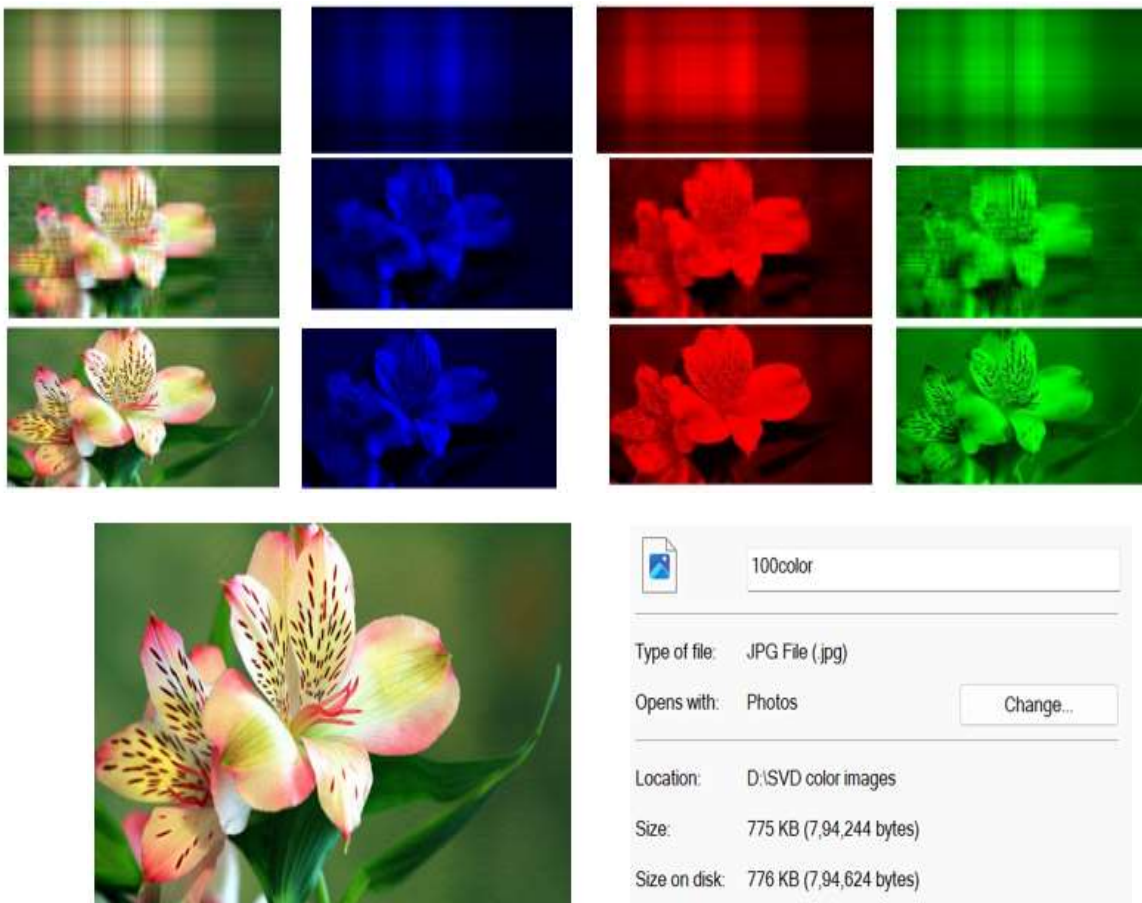 100color
Type of file: JPG File (.jpg)
Opens with: Photos Change...
Location: D:\SVD color images
Size: 775 KB (7,94,244 bytes)
Size on disk: 776 KB (7,94,624 bytes)